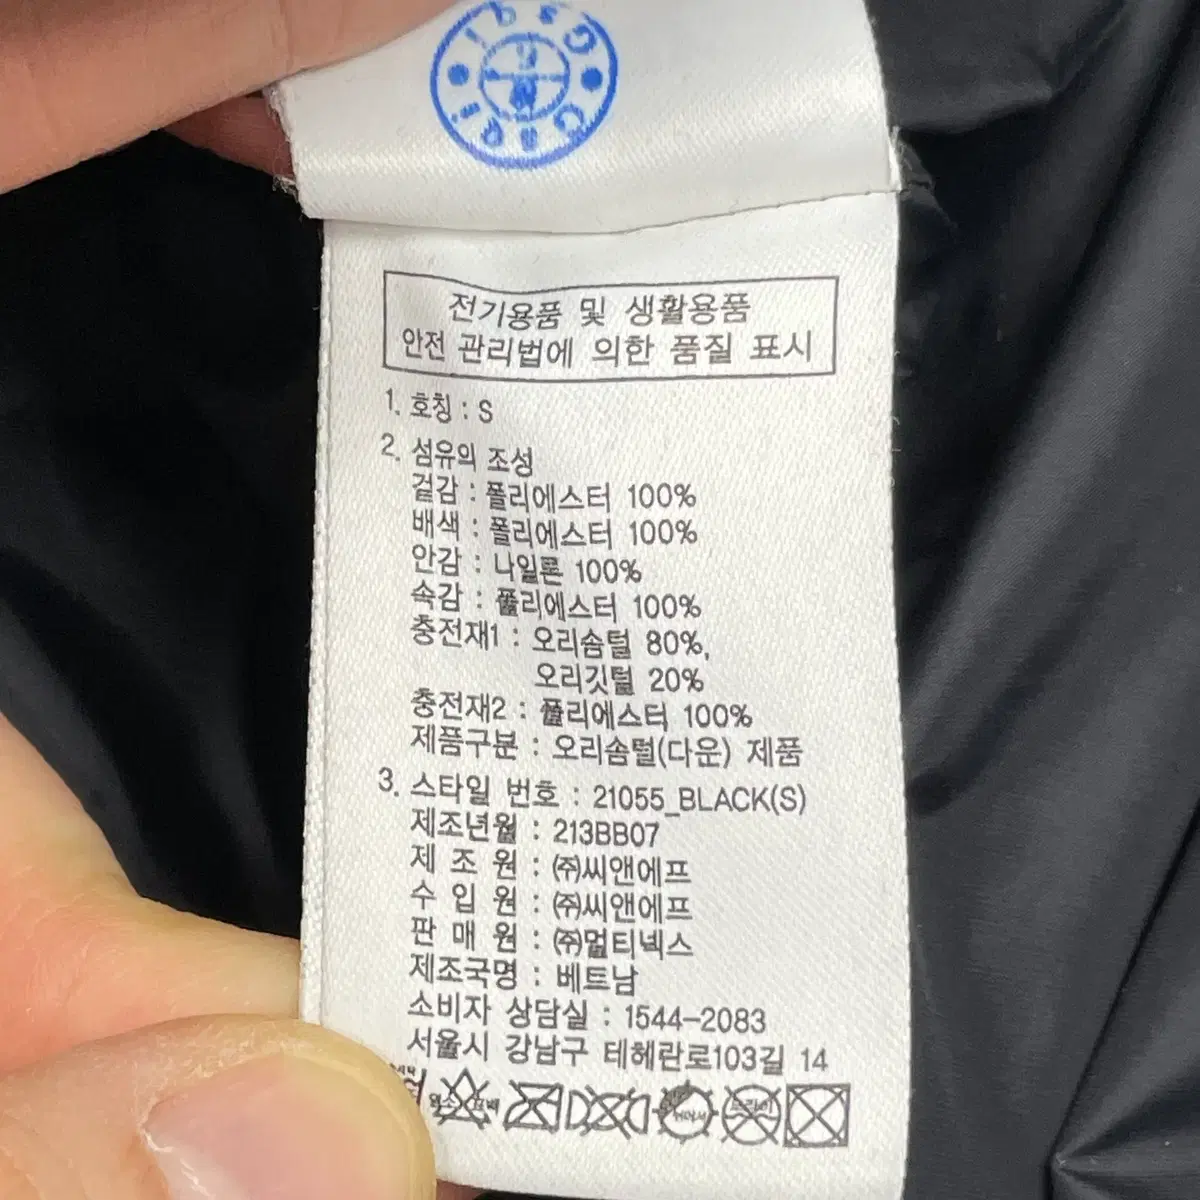 전기용품 및 생활용품
안전 관리법에 의한 품질 표시
1. 호칭 : S
2. 섬유의 조성
겉감 : 폴리에스터 100%
배색 : 폴리에스터 100%
안감 : 나일론 100%
속감 : 폴리에스터 100%
충전재1 : 오리솜털 80%,
오리깃털 20%
충전재2 : 폴리에스터 100%
제품구분 : 오리솜털(다운) 제품
3. 스타일 번호 : 21055_BLACK(S)
제조년월 : 213BB07
제 조 원 : ㈜씨앤에프
수 입 원 : ㈜씨앤에프
판 매 원 : ㈜멀티넥스
제조국명 : 베트남
소비자 상담실 : 1544-2083
서울시 강남구 테헤란로103길 14